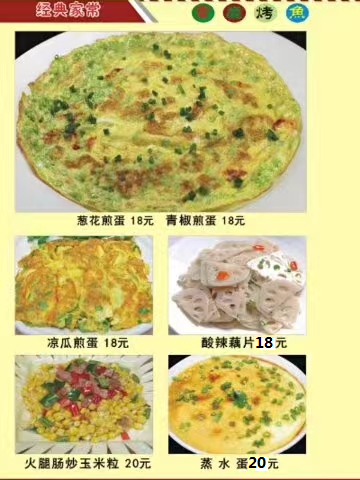 经典家常
烤 魚
葱花煎蛋 18元 青椒煎蛋 18元
凉瓜煎蛋 18元
酸辣藕片18元
火腿肠炒玉米粒 20元
蒸水蛋20元